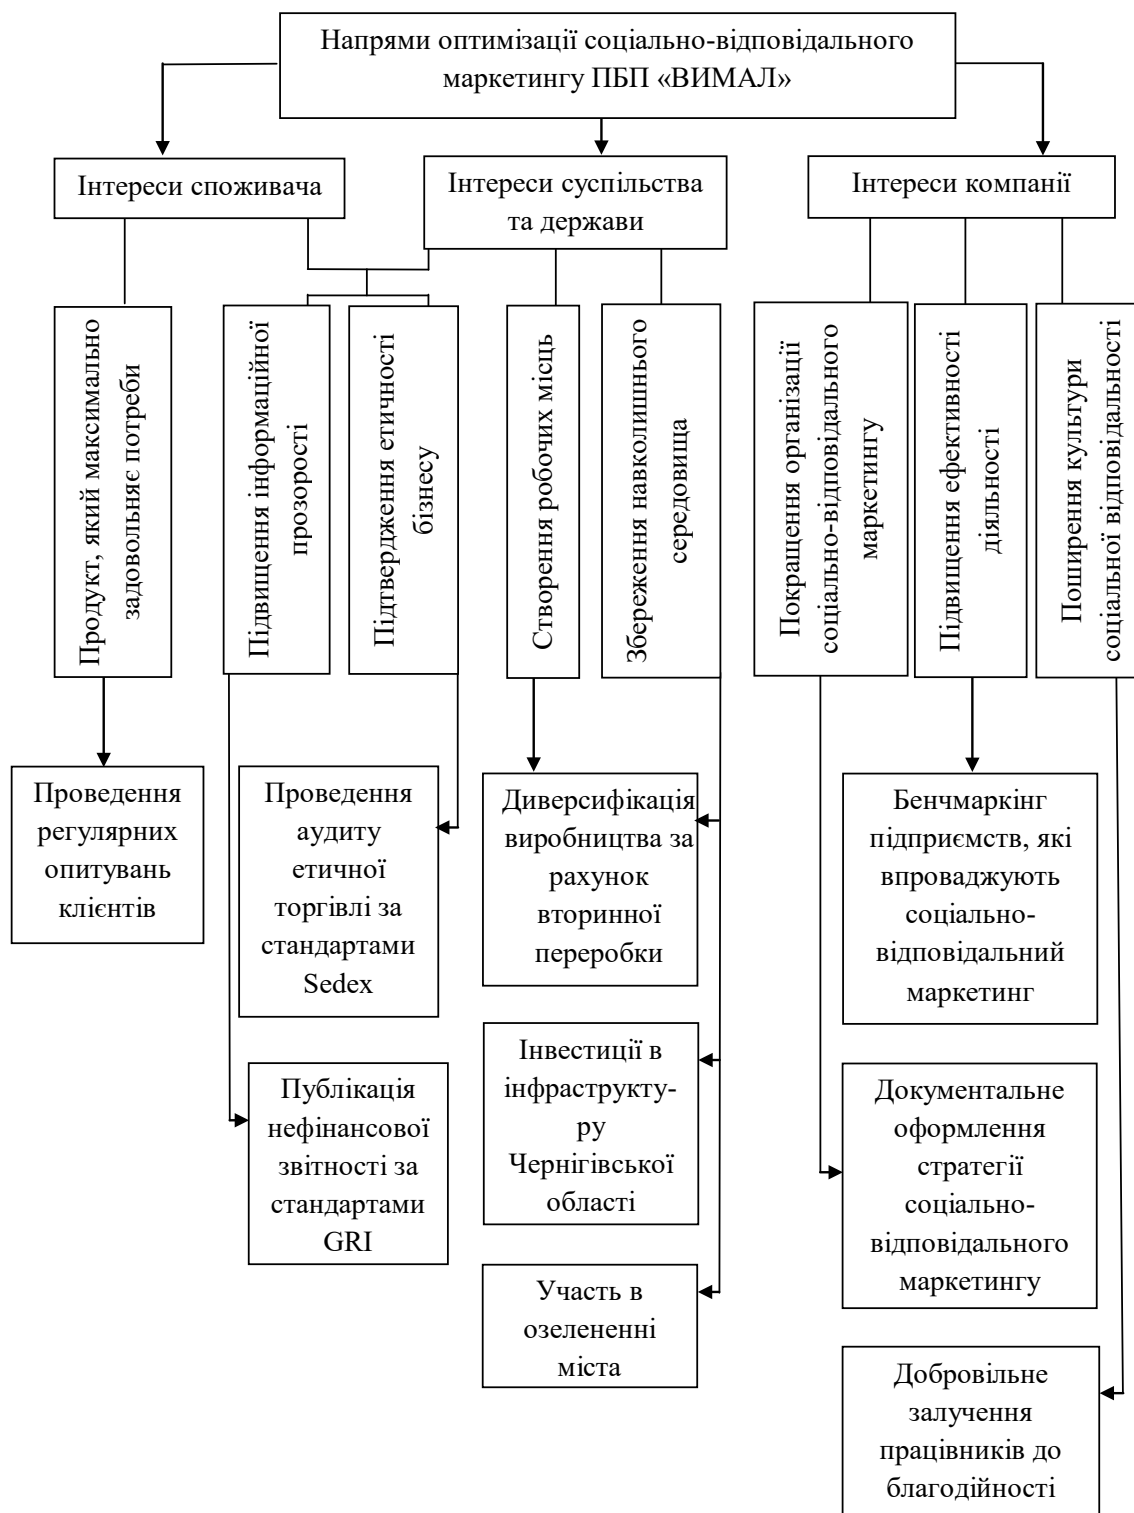 Напрями оптимізації соціально-відповідального
маркетингу ПБП «ВИМАЛ»
Інтереси споживача
Інтереси суспільства
та держави
Інтереси компанії
Продукт, який максимально
задовольняє потреби
Підвищення інформаційної
прозорості
Підтвердження етичності
бізнесу
Створення робочих місць
Збереження навколишнього
середовища
Покращення організації
соціально-відповідального
маркетингу
Підвищення ефективності
діяльності
Поширення культури
соціальної відповідальності
Проведення
регулярних
опитувань
клієнтів
Проведення
аудиту
етичної
торгівлі за
стандартами
Sedex
Диверсифікація
виробництва за
рахунок
вторинної
переробки
Бенчмаркінг
підприємств, які
впроваджують
соціально-
відповідальний
маркетинг
Публікація
нефінансової
звітності за
стандартами
GRI
Інвестиції в
інфраструкту-
ру
Чернігівської
області
Документальне
оформлення
стратегії
соціально-
відповідального
маркетингу
Участь в
озелененні
міста
Добровільне
залучення
працівників до
благодійності